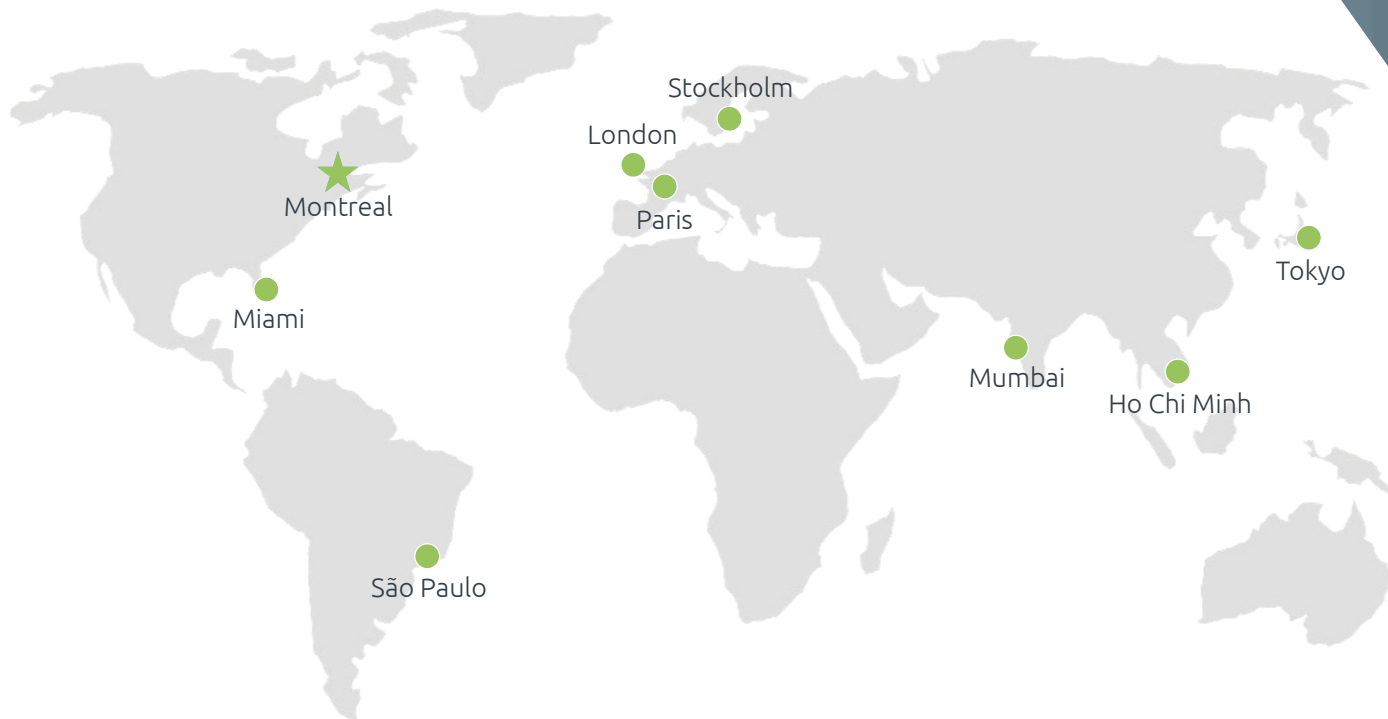 Stockholm
London
Montreal
Paris
Tokyo
Miami
Mumbai
Ho Chi Minh
São Paulo